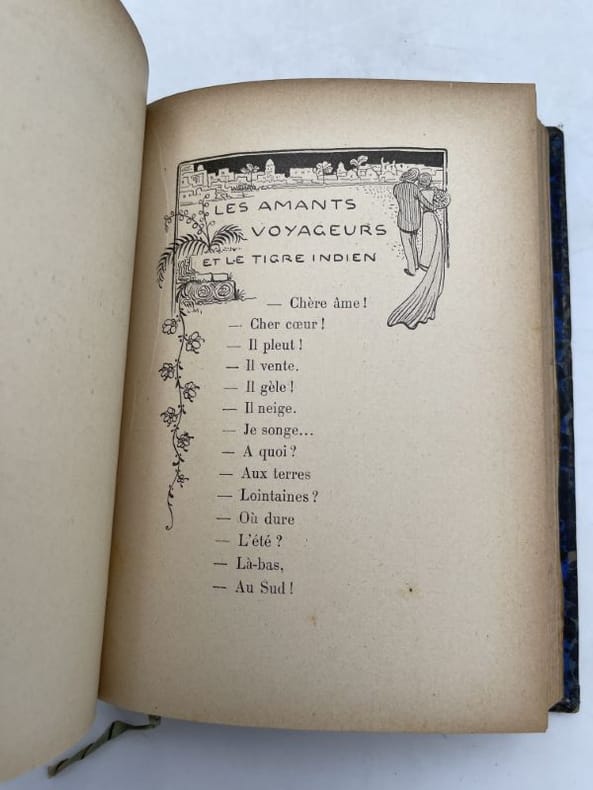 LES AMANTS
VOYAGEURS
ET LE TIGRE INDIEN
— Chère âme !
— Cher cœur !
— Il pleut !
— Il vente.
— Il gèle !
— Il neige.
— Je songe...
— A quoi ?
— Aux terres
— Lointaines ?
— Où dure
— L'été ?
— Là-bas,
— Au Sud !